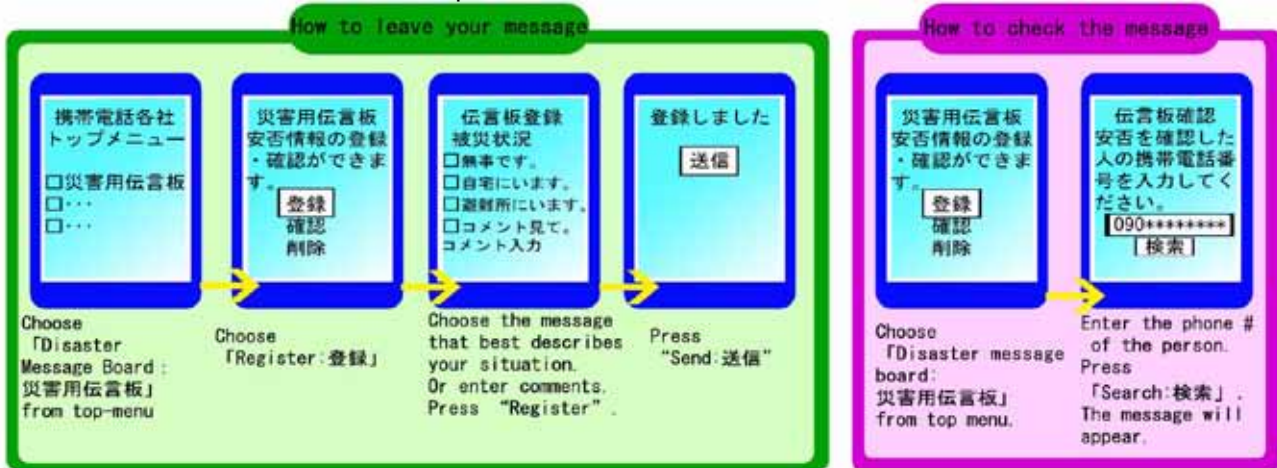 How to leave your message
携帯電話各社
トップメニュー
□災害用伝言板
□・・・
□・・・
Choose
「Disaster
Message Board:
災害用伝言板」
from top-menu
災害用伝言板
安否情報の登録
・確認ができま
す。
登録
確認
削除
Choose
「Register:登録」
伝言板登録
被災状況
□無事です。
□自宅にいます。
□避難所にいます。
□コメント見て。
コメント入力
Choose the message
that best describes
your situation.
Or enter comments.
Press "Register".
登録しました
送信
Press
"Send:送信"
How to check the message
災害用伝言板
安否情報の登録
・確認ができま
す。
登録
確認
削除
Choose
「Disaster message
board:
災害用伝言板」
from top menu.
伝言板確認
安否を確認した
人の携帯電話番
号を入力してく
ださい。
090********
検索
Enter the phone #
of the person.
Press
「Search:検索」.
The message will
appear.